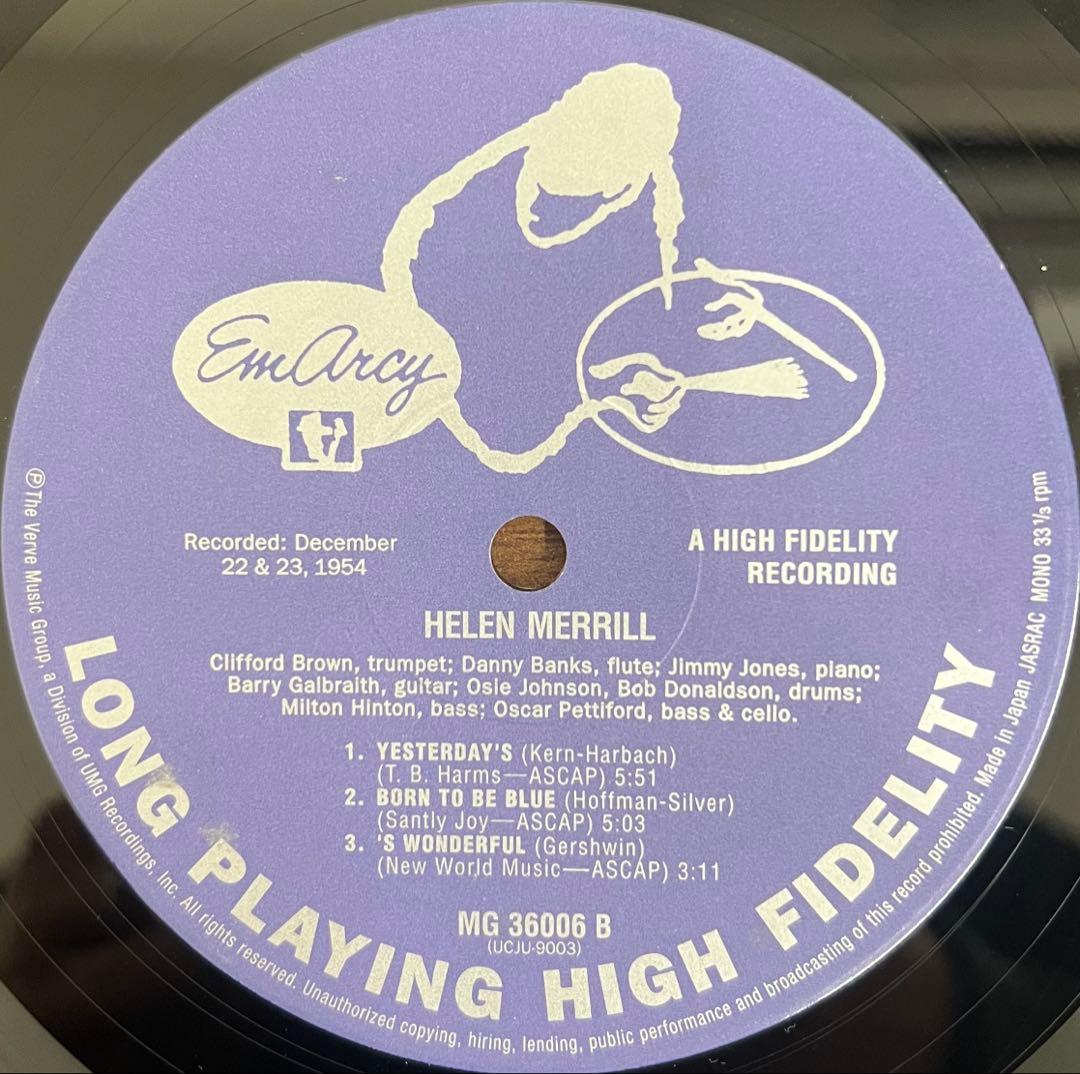 EmArcy
Recorded: December
22 & 23, 1954
A HIGH FIDELITY
RECORDING
HELEN MERRILL
Clifford Brown, trumpet; Danny Banks, flute; Jimmy Jones, piano;
Barry Galbraith, guitar; Osie Johnson, Bob Donaldson, drums;
Milton Hinton, bass; Oscar Pettiford, bass & cello.
1. YESTERDAY'S (Kern-Harbach)
(T. B. Harms—ASCAP) 5:51
2. BORN TO BE BLUE (Hoffman-Silver)
(Santly Joy—ASCAP) 5:03
3. 'S WONDERFUL (Gershwin)
(New World Music—ASCAP) 3:11
MG 36006 B
(UCJU-9003)
LONG PLAYING HIGH FIDELITY
℗The Verve Music Group, a Division of UMG Recordings, Inc. All rights reserved. Unauthorized copying, hiring, lending, public performance and broadcasting of this record prohibited. Made in Japan JASRAC MONO 33 1/3 rpm